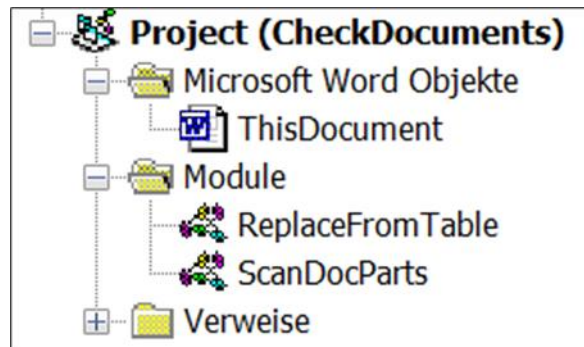 Project (CheckDocuments)
Microsoft Word Objekte
ThisDocument
Module
ReplaceFromTable
ScanDocParts
Verweise